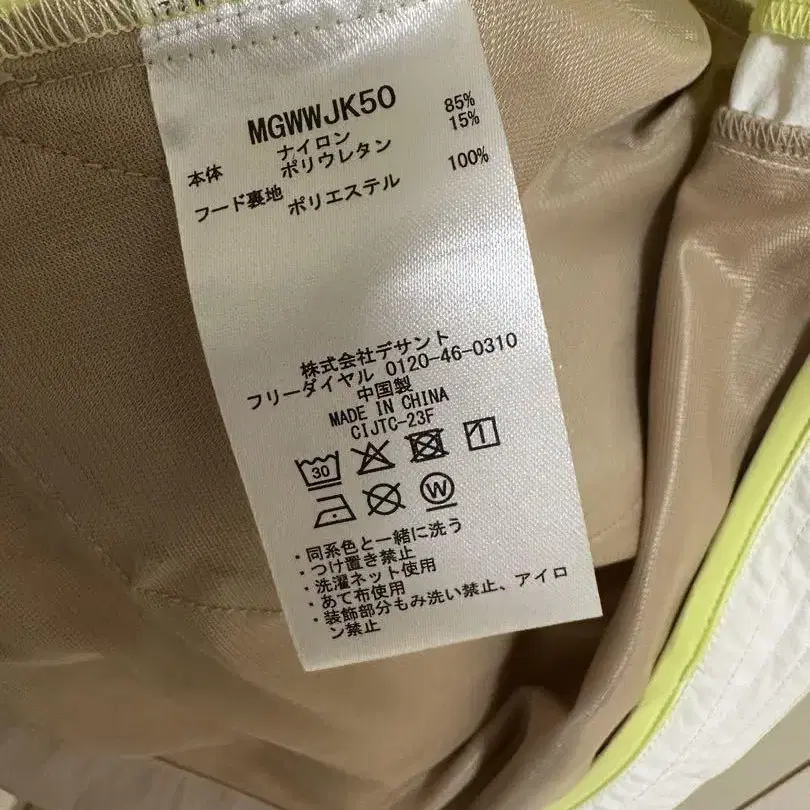 MGWWJK50
本体 ナイロン 85%
ポリウレタン 15%
フード裏地 ポリエステル 100%
株式会社デサント
フリーダイヤル 0120-46-0310
中国製
MADE IN CHINA
CIJTC-23F
30
W
・同系色と一緒に洗う
・つけ置き禁止
・洗濯ネット使用
・あて布使用
・装飾部分もみ洗い禁止、アイロ
ン禁止